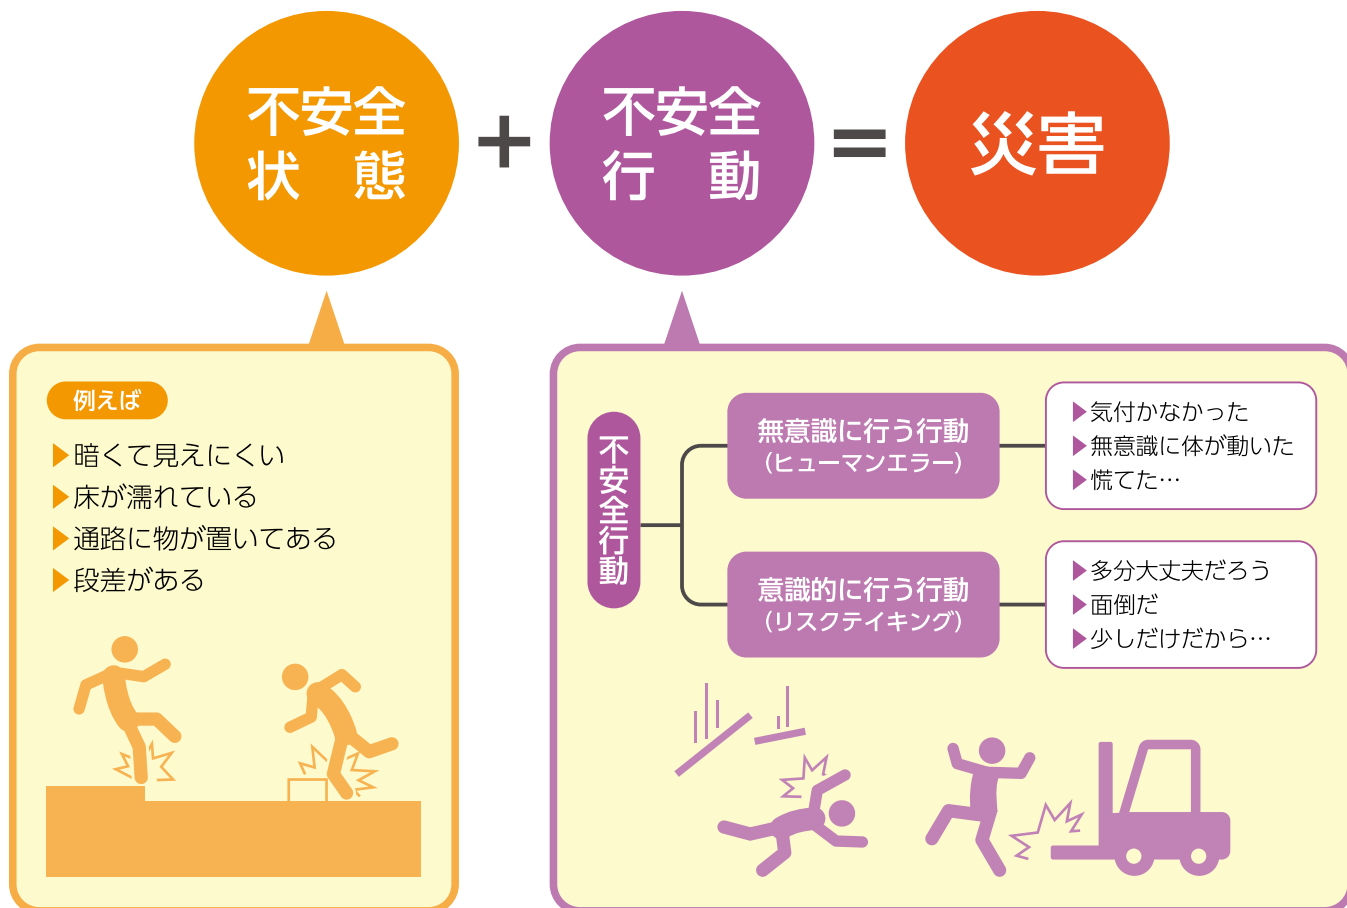 不安全
状態
+
不安全
行動
=
災害
例えば
▶暗くて見えにくい
▶床が濡れている
▶通路に物が置いてある
▶段差がある
不安全行動
無意識に行う行動
(ヒューマンエラー)
▶気付かなかった
▶無意識に体が動いた
▶慌てた…
意識的に行う行動
(リスクテイキング)
▶多分大丈夫だろう
▶面倒だ
▶少しだけだから…